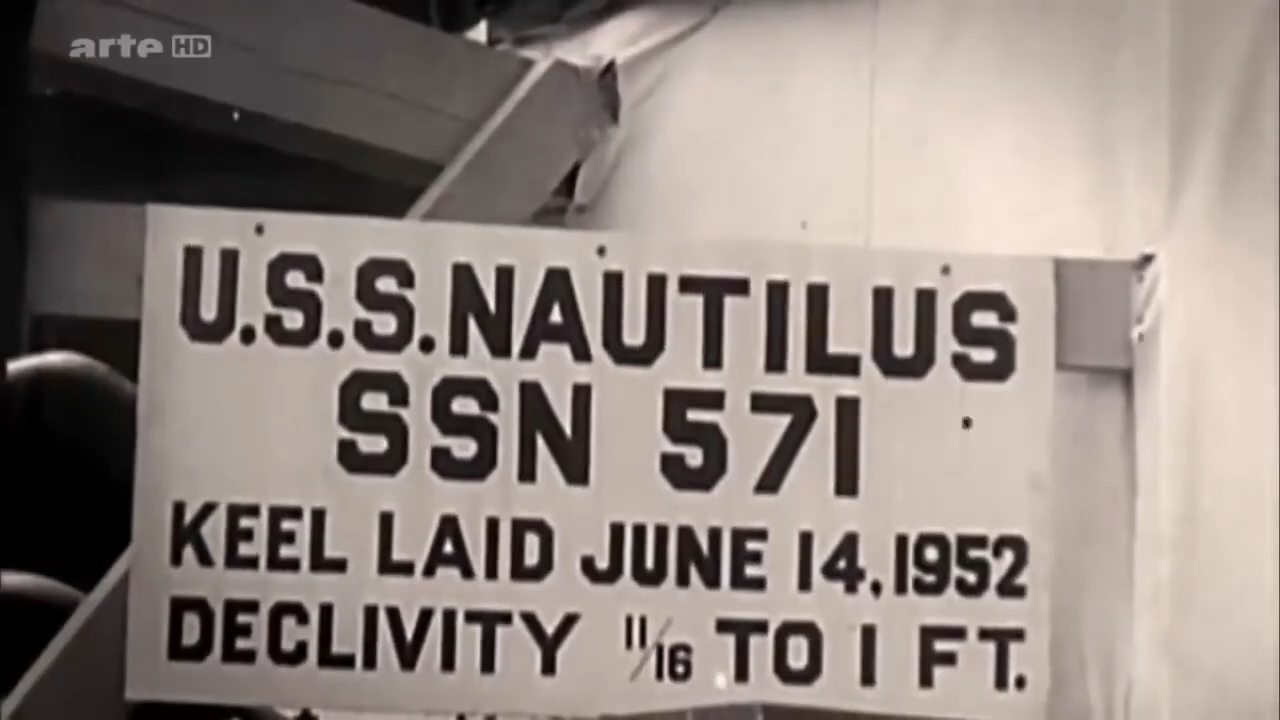 arte HD
U.S.S. NAUTILUS
SSN 571
KEEL LAID JUNE 14, 1952
DECLIVITY 11/16 TO 1 FT.